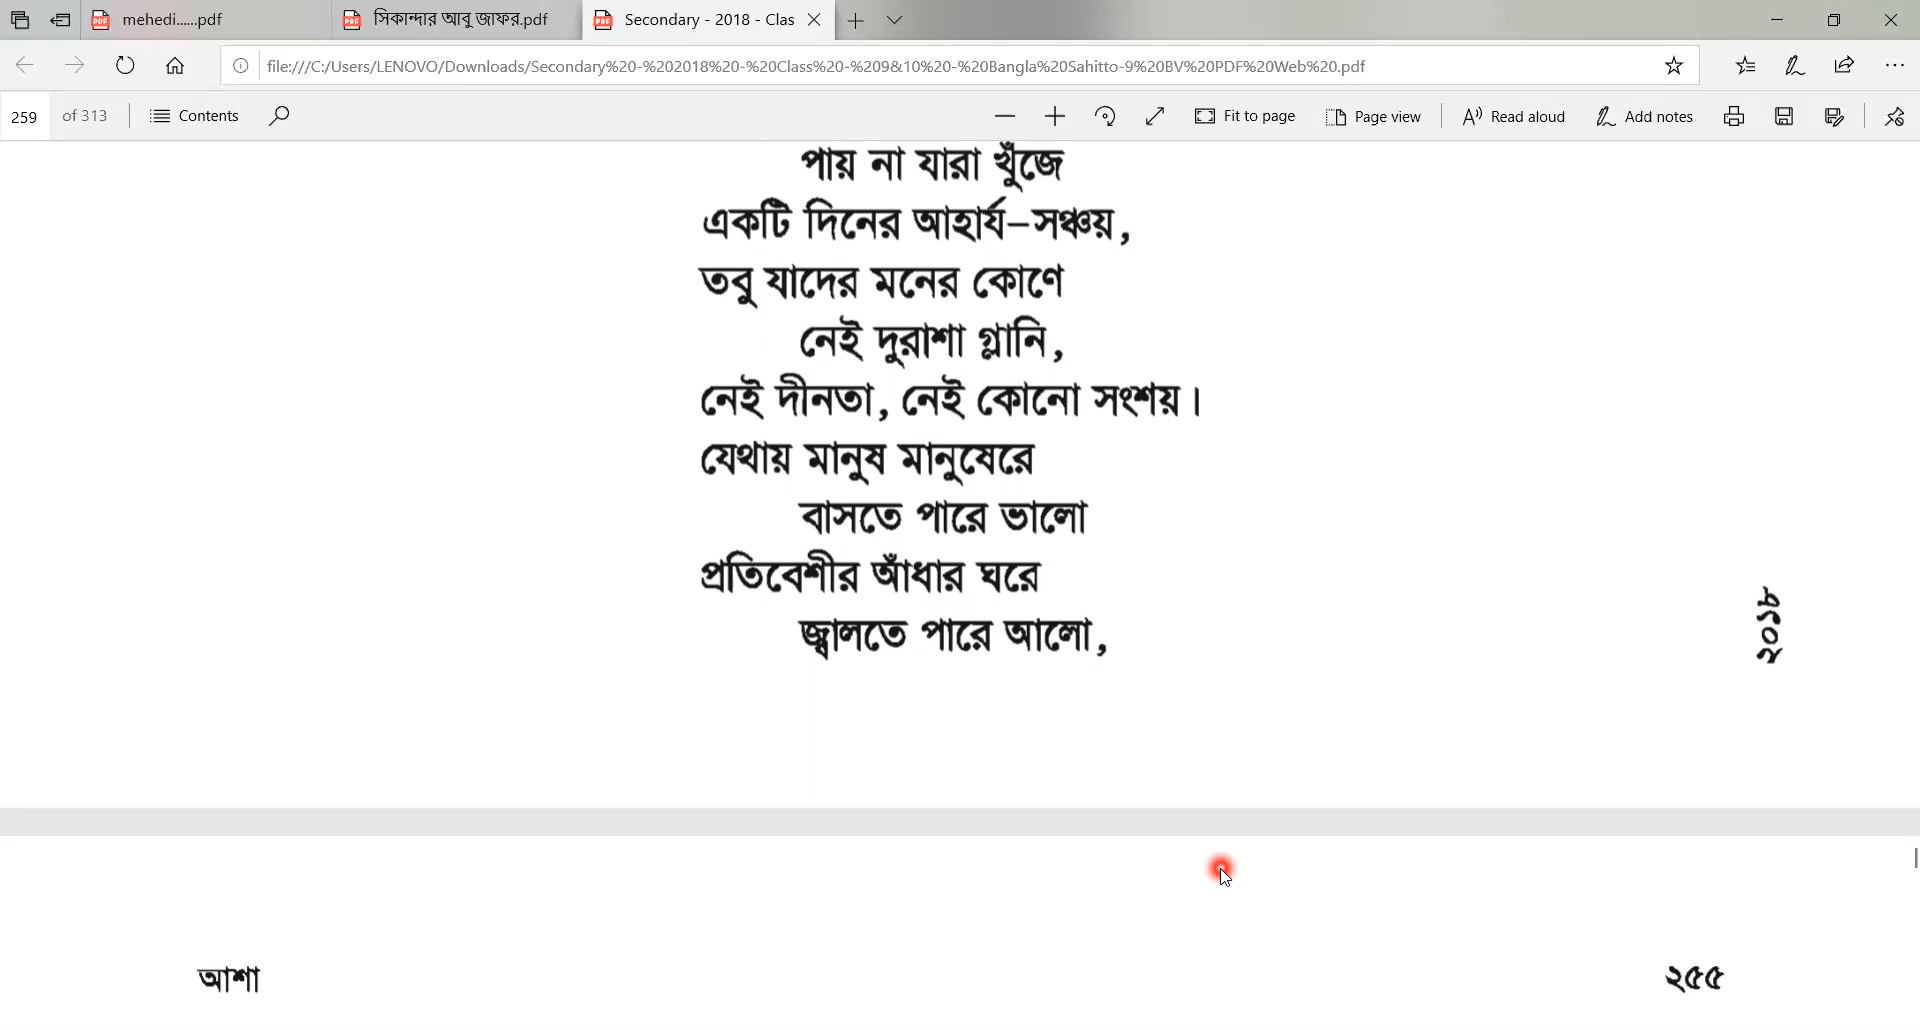 mehedi......pdf
সিকান্দার আবু জাফর.pdf
Secondary - 2018 - Clas
file:///C:/Users/LENOVO/Downloads/Secondary%20-%202018%20-%20Class%20-%209&10%20-%20Bangla%20Sahitto-9%20BV%20PDF%20Web%20.pdf
259 of 313 Contents Fit to page Page view Read aloud Add notes
পায় না যারা খুঁজে
একটি দিনের আহার্য-সঞ্চয়,
তবু যাদের মনের কোণে
নেই দুরাশা গ্লানি,
নেই দীনতা, নেই কোনো সংশয়।
যেথায় মানুষ মানুষেরে
বাসতে পারে ভালো
প্রতিবেশীর আঁধার ঘরে
জ্বালতে পারে আলো,
২০১৮
আশা ২৫৫